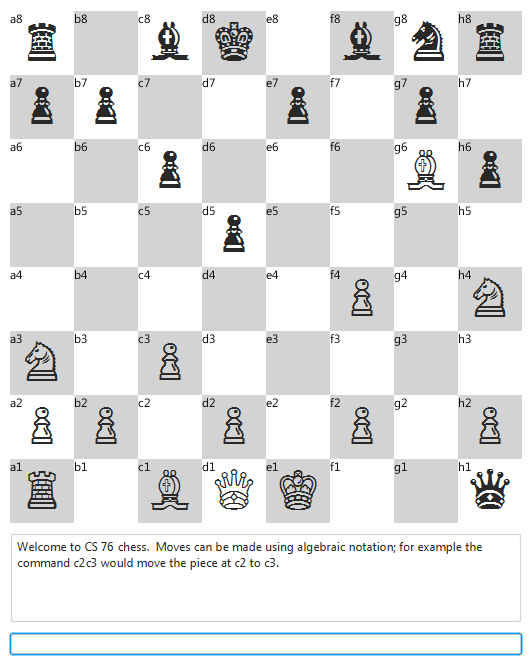 a8 b8 c8 d8 e8 f8 g8 h8
a7 b7 c7 d7 e7 f7 g7 h7
a6 b6 c6 d6 e6 f6 g6 h6
a5 b5 c5 d5 e5 f5 g5 h5
a4 b4 c4 d4 e4 f4 g4 h4
a3 b3 c3 d3 e3 f3 g3 h3
a2 b2 c2 d2 e2 f2 g2 h2
a1 b1 c1 d1 e1 f1 g1 h1
Welcome to CS 76 chess.  Moves can be made using algebraic notation; for example the
command c2c3 would move the piece at c2 to c3.